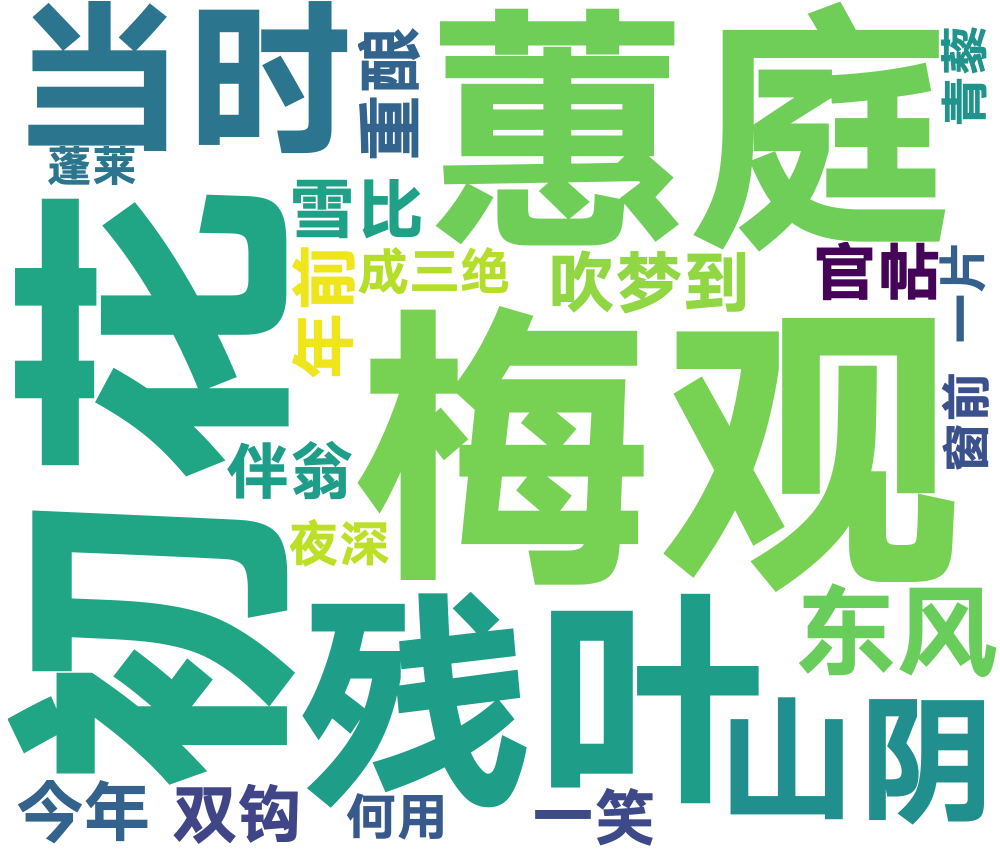 当时
重酿
蕙庭
青藜
蓬莱
雪比
初花
年前
成三绝
吹梦到
官帖
一片
梅观
窗前
伴翁
夜深
残叶
东风
山阴
今年
双钩
何用
一笑